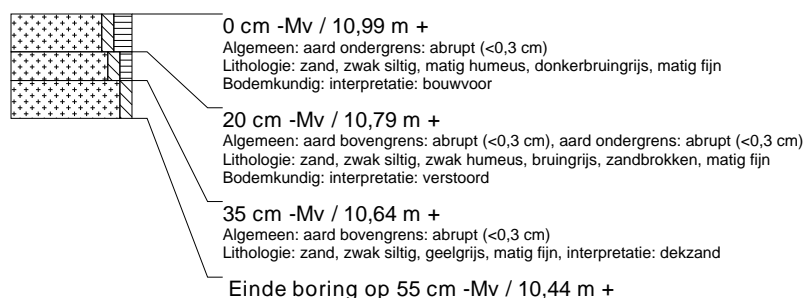 0 cm -Mv / 10,99 m +
Algemeen: aard ondergrens: abrupt (<0,3 cm)
Lithologie: zand, zwak siltig, matig humeus, donkerbruingrijs, matig fijn
Bodemkundig: interpretatie: bouwvoor
20 cm -Mv / 10,79 m +
Algemeen: aard bovengrens: abrupt (<0,3 cm), aard ondergrens: abrupt (<0,3 cm)
Lithologie: zand, zwak siltig, zwak humeus, bruingrijs, zandbrokken, matig fijn
Bodemkundig: interpretatie: verstoord
35 cm -Mv / 10,64 m +
Algemeen: aard bovengrens: abrupt (<0,3 cm)
Lithologie: zand, zwak siltig, geelgrijs, matig fijn, interpretatie: dekzand
Einde boring op 55 cm -Mv / 10,44 m +